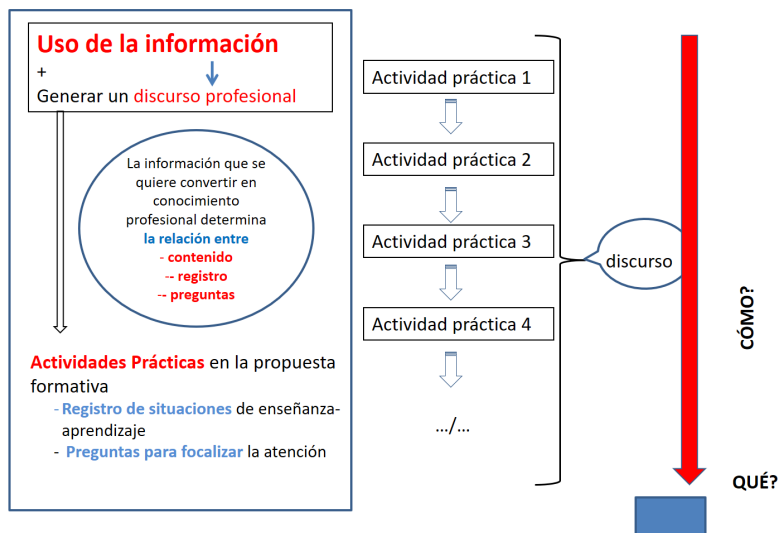 Uso de la información
+
Generar un discurso profesional
La información que se
quiere convertir en
conocimiento
profesional determina
la relación entre
- contenido
-- registro
-- preguntas
Actividades Prácticas en la propuesta
formativa
- Registro de situaciones de enseñanza-
aprendizaje
- Preguntas para focalizar la atención
Actividad práctica 1
Actividad práctica 2
Actividad práctica 3
Actividad práctica 4
.../...
discurso
CÓMO?
QUÉ?